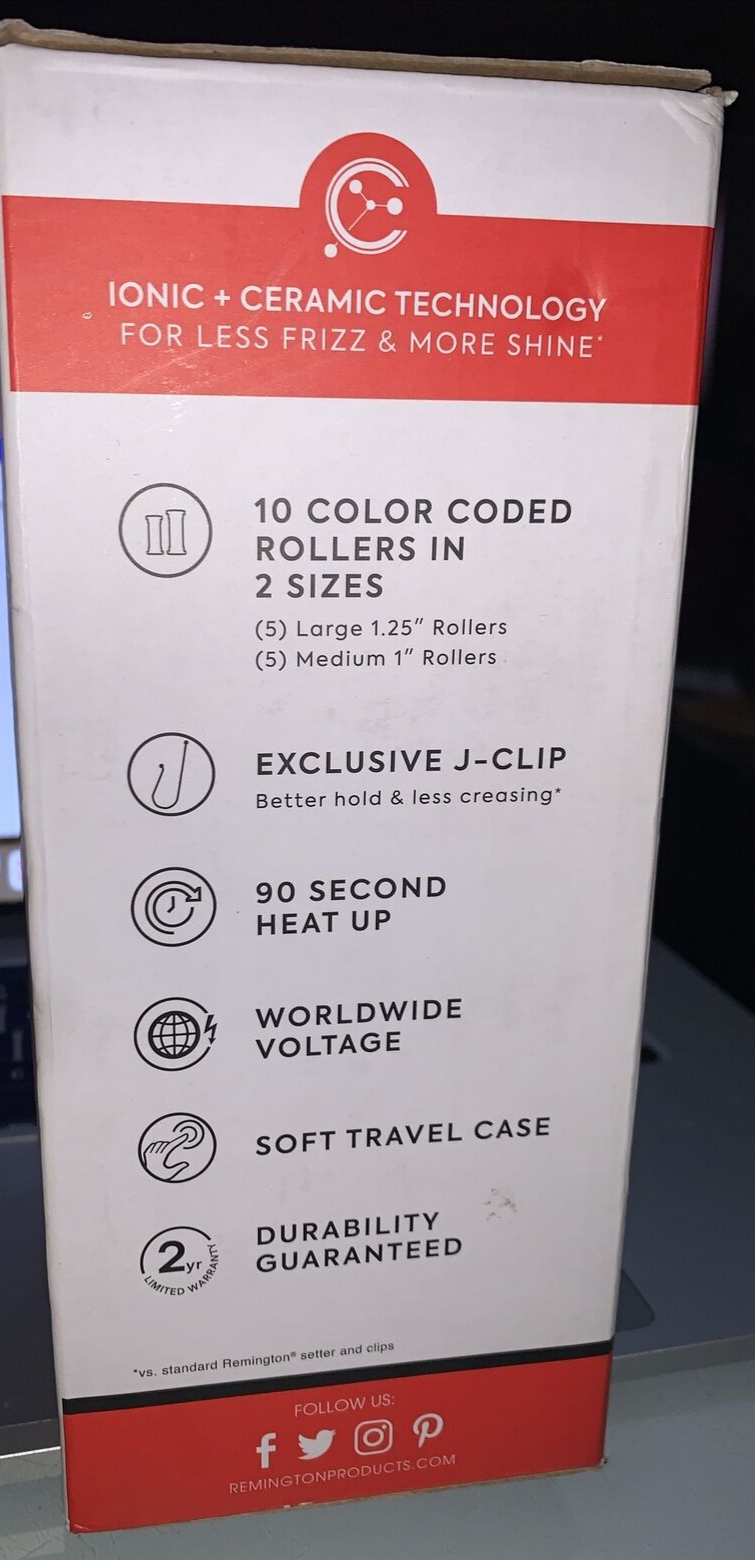 IONIC + CERAMIC TECHNOLOGY
FOR LESS FRIZZ & MORE SHINE*
10 COLOR CODED
ROLLERS IN
2 SIZES
(5) Large 1.25" Rollers
(5) Medium 1" Rollers
EXCLUSIVE J-CLIP
Better hold & less creasing*
90 SECOND
HEAT UP
WORLDWIDE
VOLTAGE
SOFT TRAVEL CASE
2yr
LIMITED WARRANTY
DURABILITY
GUARANTEED
*vs. standard Remington® setter and clips
FOLLOW US:
REMINGTONPRODUCTS.COM